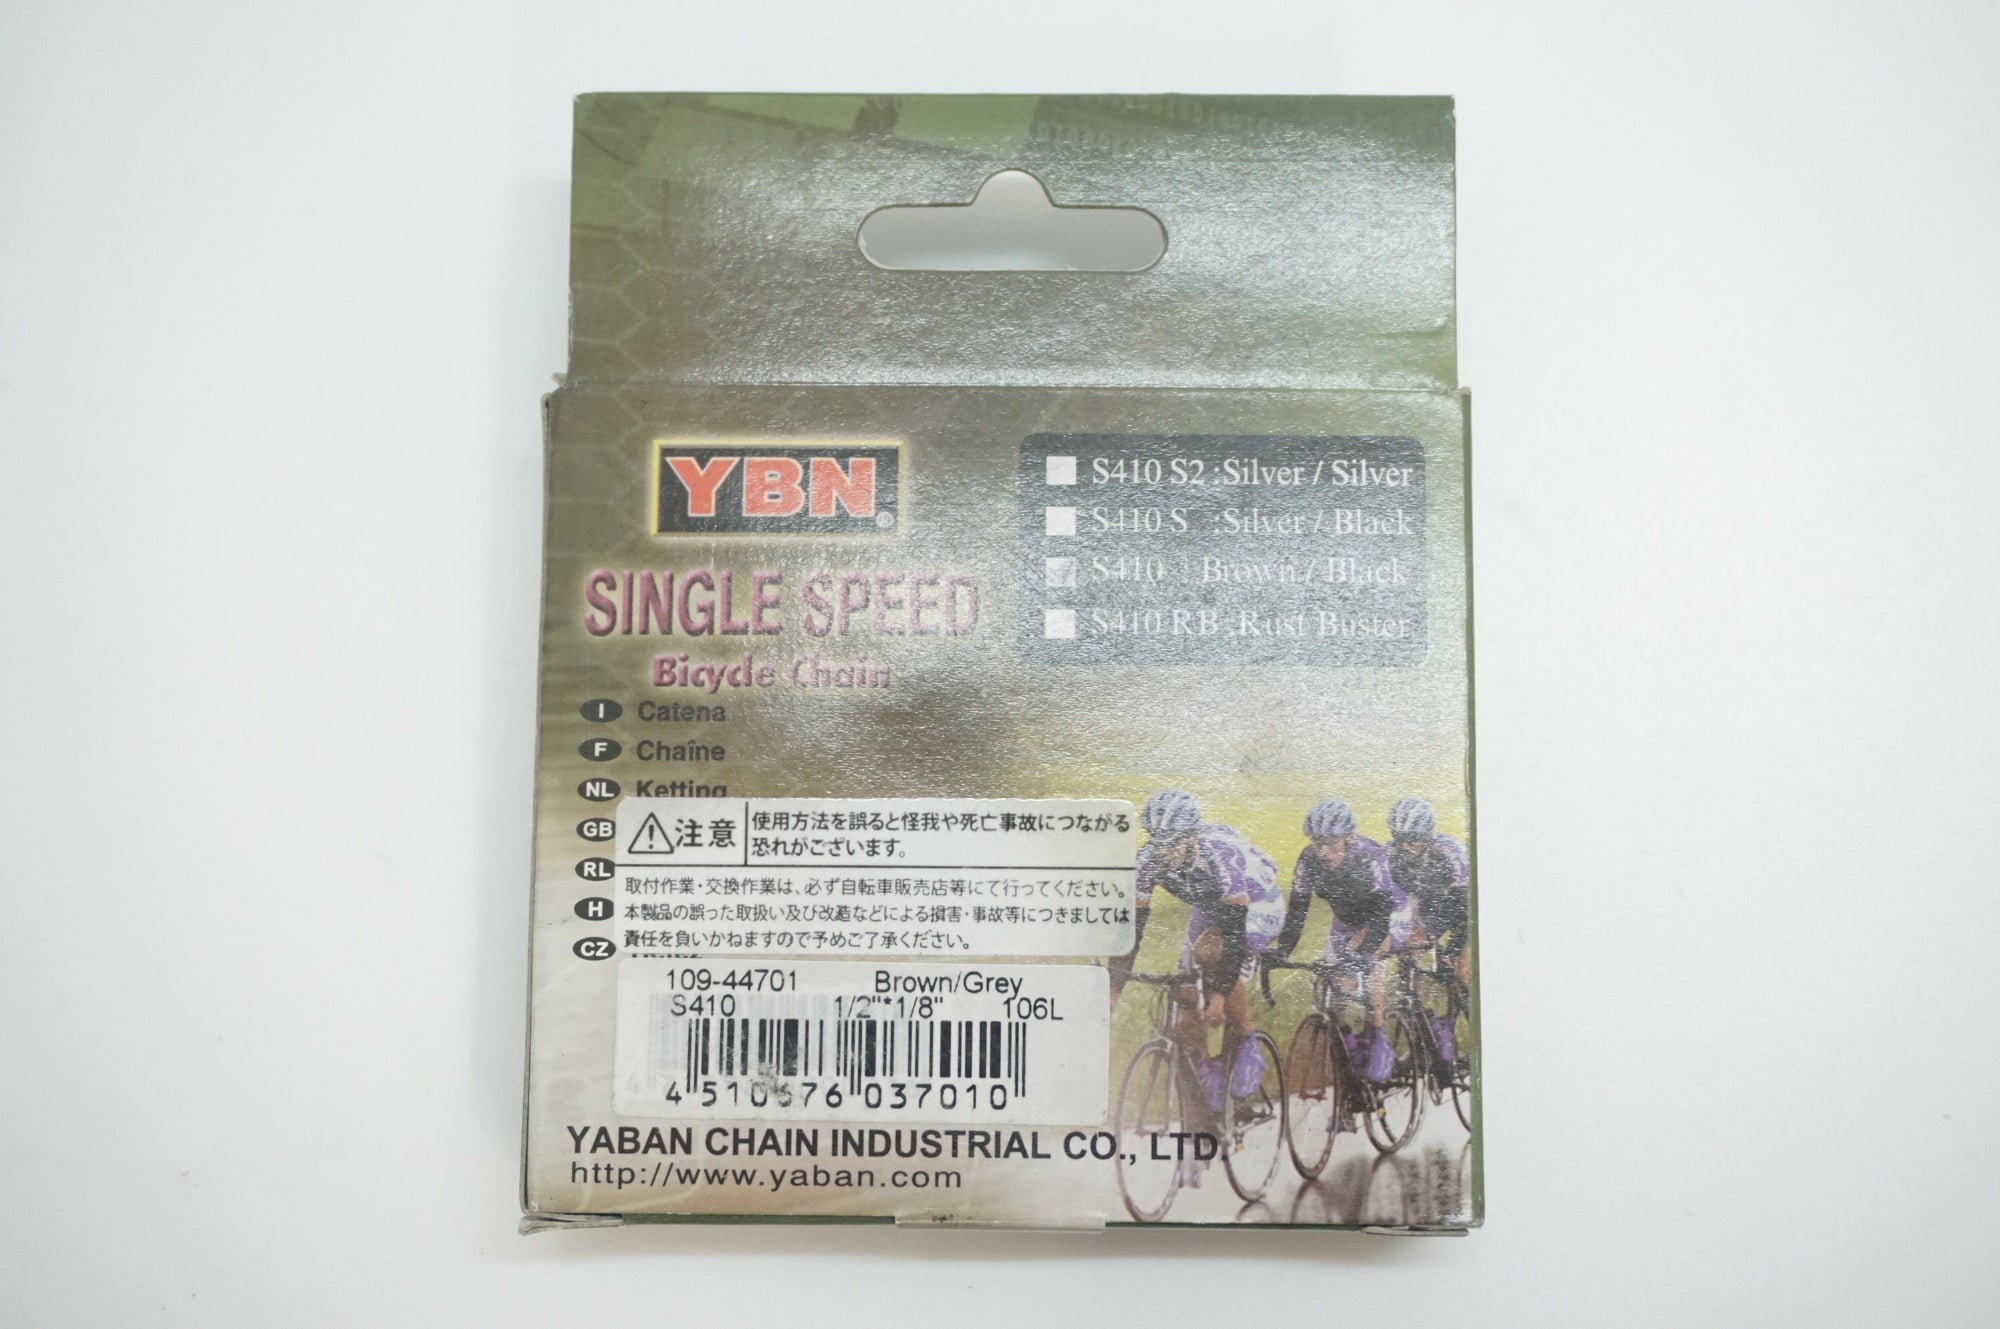 YBN®
SINGLE SPEED
Bicycle Chain
S410 S2 :Silver / Silver
S410 S :Silver / Black
S410 : Brown / Black
S410 RB :Rust Buster
I Catena
F Chaîne
NL Ketting
GB
RL
H
CZ
注意
使用方法を誤ると怪我や死亡事故につながる
恐れがございます。
取付作業・交換作業は、必ず自転車販売店等にて行ってください。
本製品の誤った取扱い及び改造などによる損害・事故等につきましては
責任を負いかねますので予めご了承ください。
109-44701 Brown/Grey
S410 1/2"*1/8" 106L
4 510676 037010
YABAN CHAIN INDUSTRIAL CO., LTD.
http://www.yaban.com